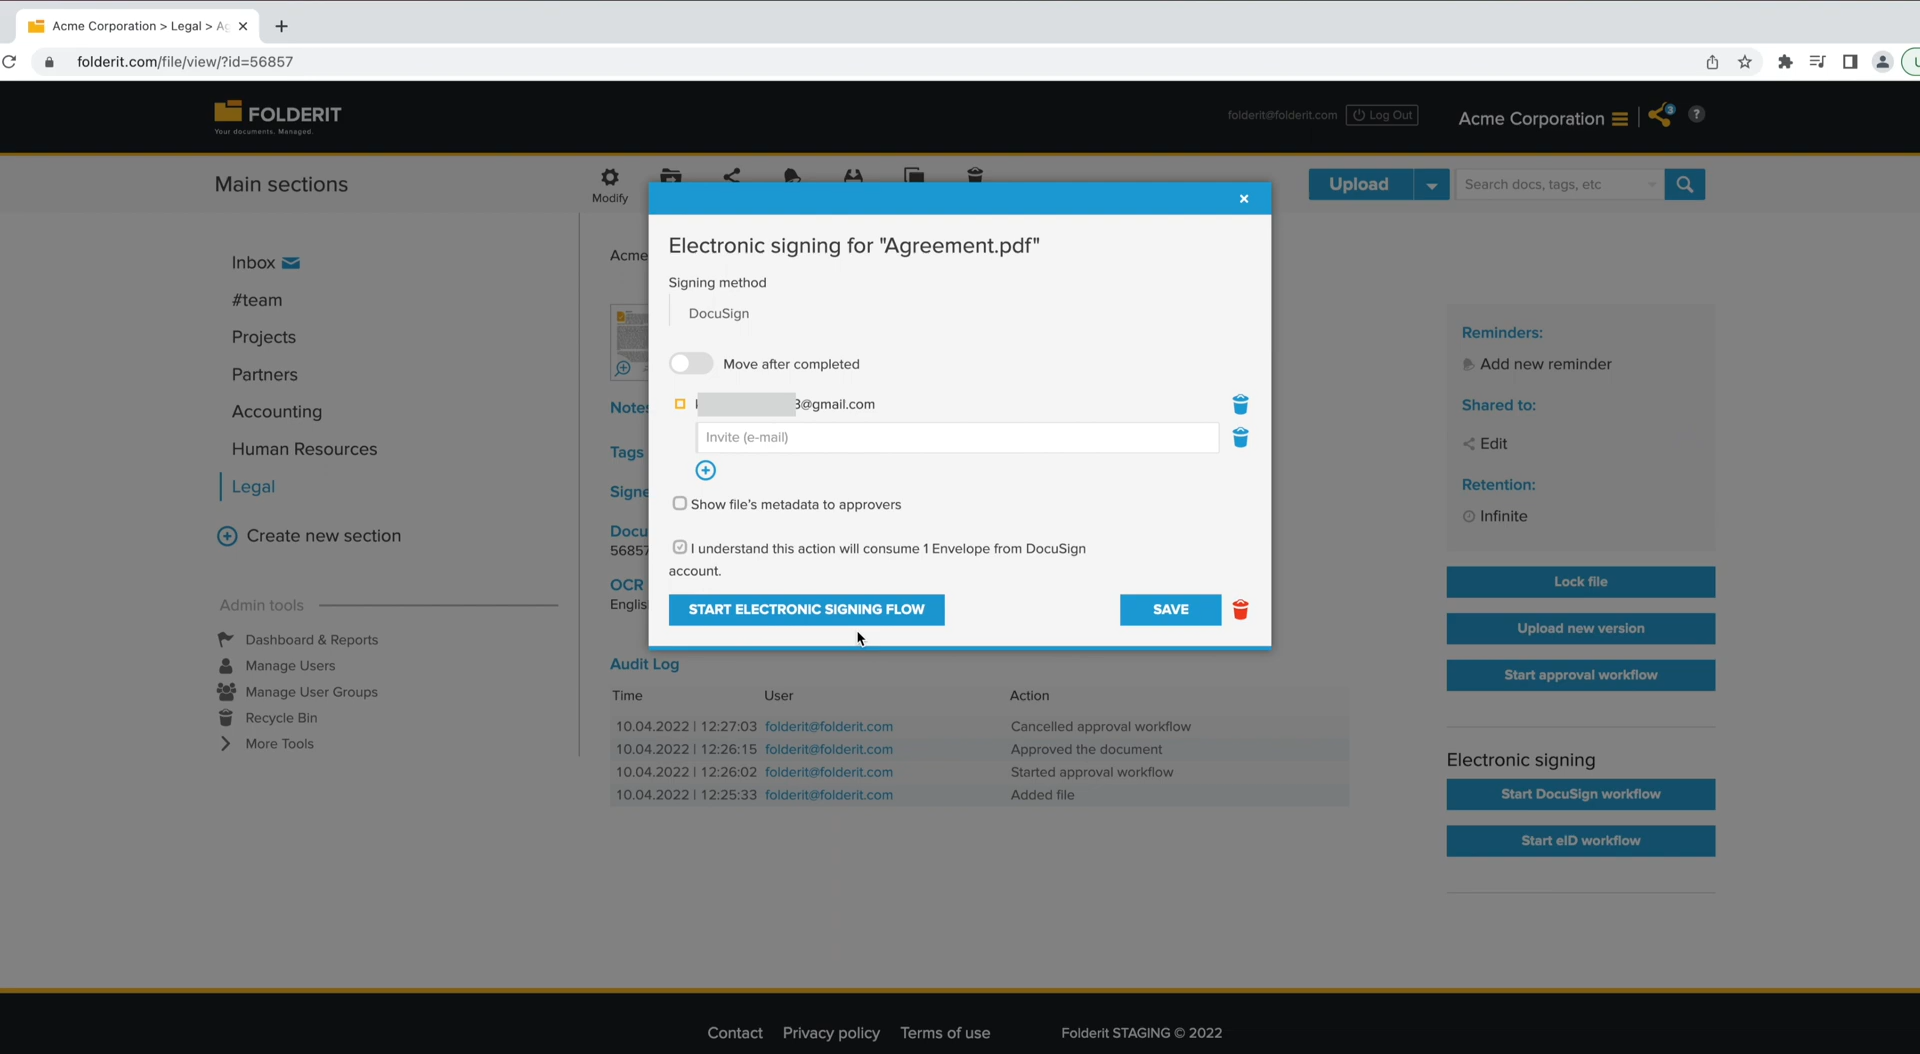 Acme Corporation > Legal >
folderit.com/file/view/?id=56857
FOLDERIT
Your documents. Managed.
folderit@folderit.com
Log Out
Acme Corporation
3
?
Main sections
Modify
Upload
Search docs, tags, etc
Inbox
#team
Projects
Partners
Accounting
Human Resources
Legal
Create new section
Admin tools
Dashboard & Reports
Manage Users
Manage User Groups
Recycle Bin
More Tools
Acme
Notes
Tags
Signe
Docu
56857
OCR
Englis
Electronic signing for "Agreement.pdf"
Signing method
DocuSign
Move after completed
3@gmail.com
Invite (e-mail)
Show file's metadata to approvers
I understand this action will consume 1 Envelope from DocuSign
account.
START ELECTRONIC SIGNING FLOW
SAVE
Audit Log
Time User Action
10.04.2022 | 12:27:03 folderit@folderit.com Cancelled approval workflow
10.04.2022 | 12:26:15 folderit@folderit.com Approved the document
10.04.2022 | 12:26:02 folderit@folderit.com Started approval workflow
10.04.2022 | 12:25:33 folderit@folderit.com Added file
Reminders:
Add new reminder
Shared to:
Edit
Retention:
Infinite
Lock file
Upload new version
Start approval workflow
Electronic signing
Start DocuSign workflow
Start eID workflow
Contact Privacy policy Terms of use Folderit STAGING © 2022